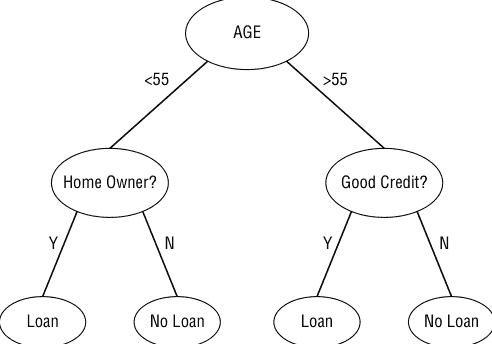 AGE
<55
>55
Home Owner?
Good Credit?
Y
N
Y
N
Loan
No Loan
Loan
No Loan